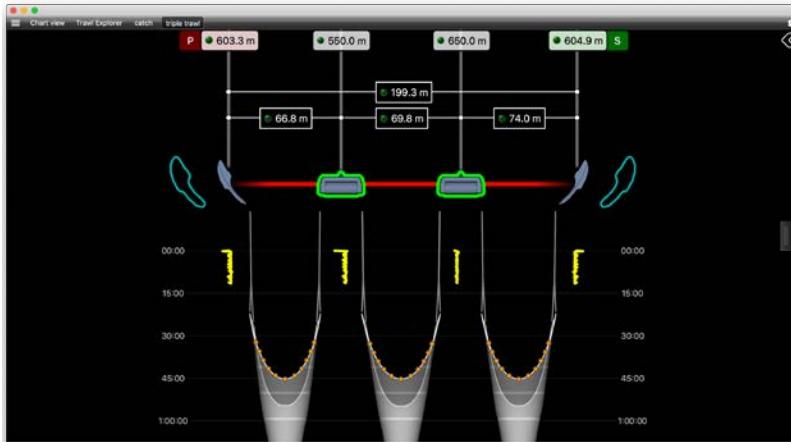 Chart view Trawl Explorer catch triple trawl
P 603.3 m 550.0 m 650.0 m 604.9 m S
199.3 m
66.8 m 69.8 m 74.0 m
00:00 00:00
15:00 15:00
30:00 30:00
45:00 45:00
1:00:00 1:00:00